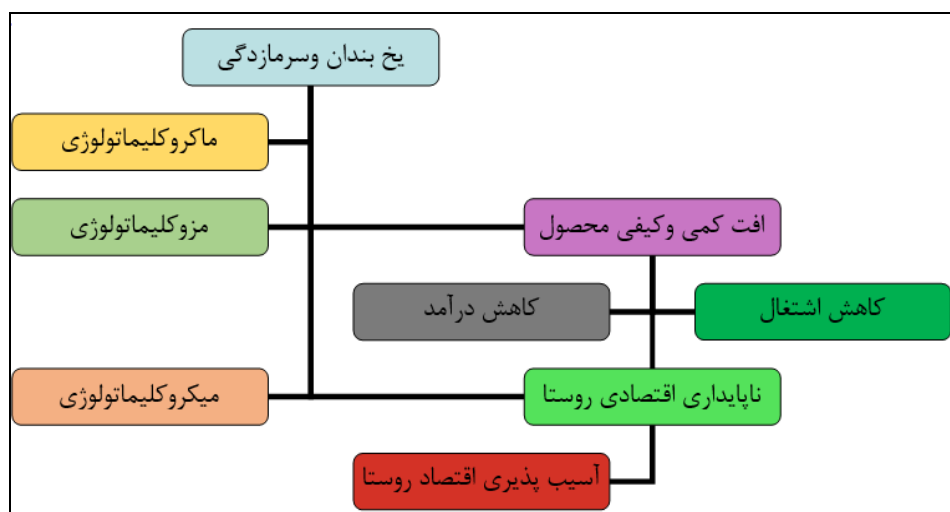 یخ بندان وسرمازدگی
ماکروکلیماتولوژی
افت کمی وکیفی محصول
مزوکلیماتولوژی
کاهش اشتغال
کاهش درآمد
ناپایداری اقتصادی روستا
میکروکلیماتولوژی
آسیب پذیری اقتصاد روستا